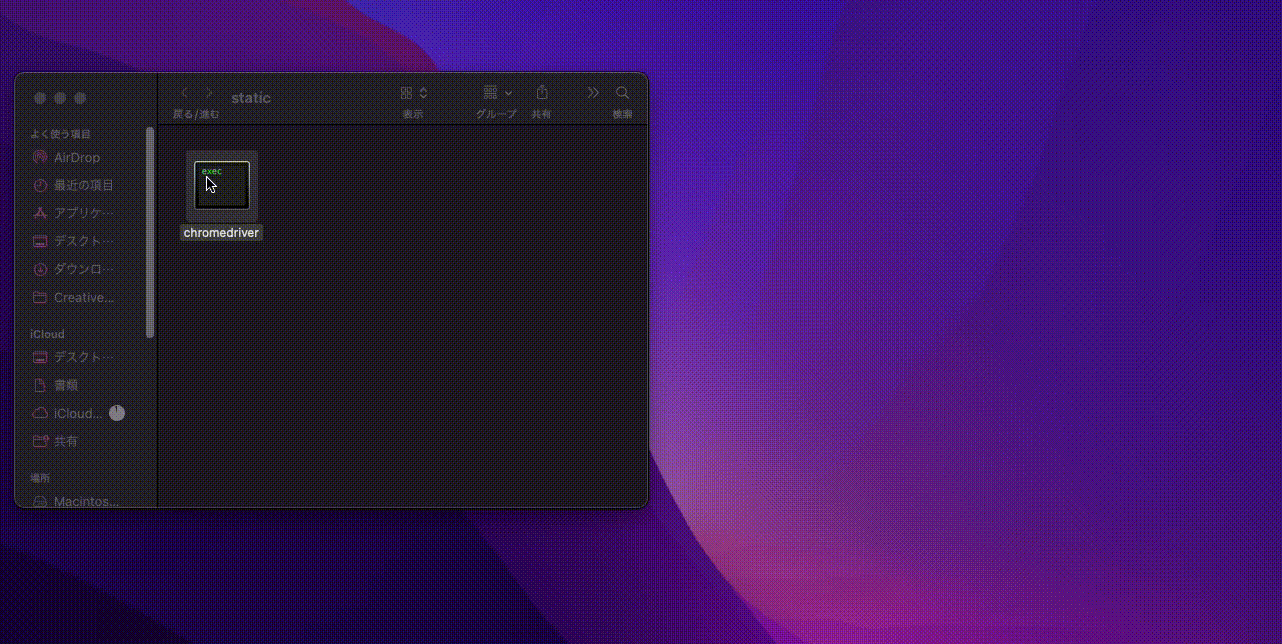 static
戻る/進む
表示
グループ
共有
検索
よく使う項目
AirDrop
最近の項目
アプリケ…
デスクト…
ダウンロ…
Creative…
iCloud
デスクト…
書類
iCloud…
共有
場所
Macintos…
exec
chromedriver